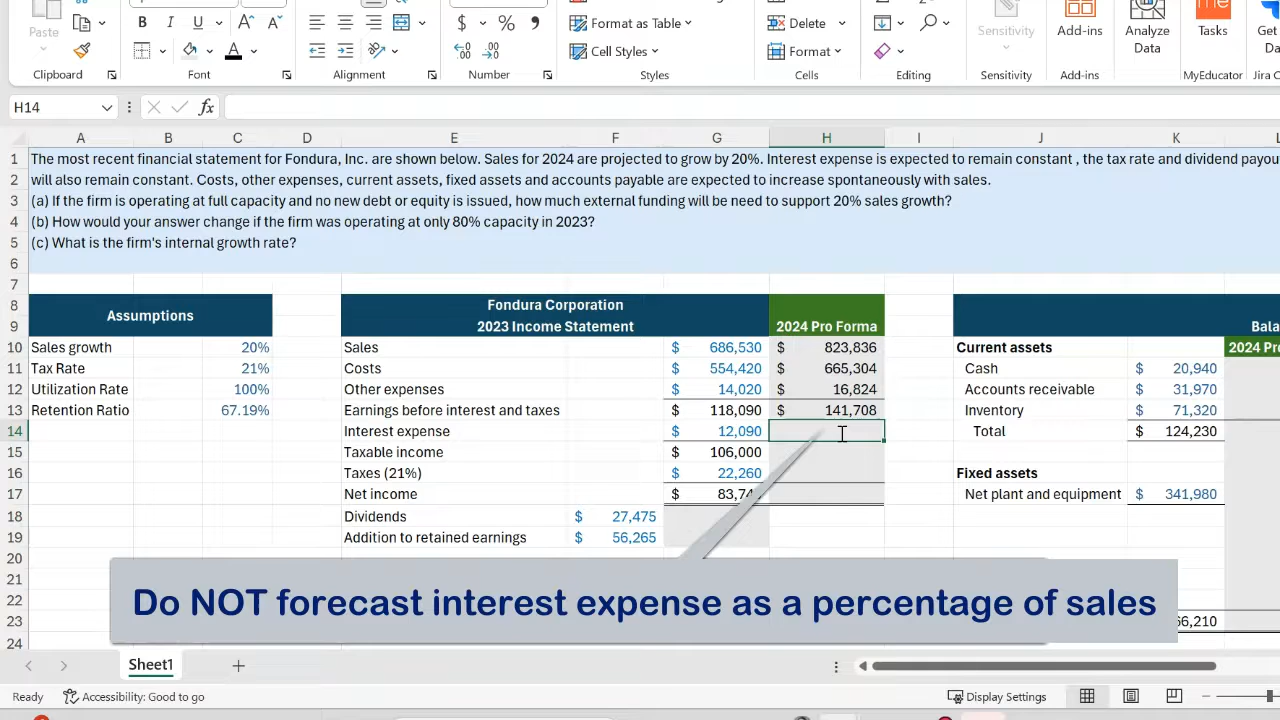 Paste
B I U A A
$ % 9
Format as Table
Cell Styles
Delete
Format
Sensitivity
Add-ins
Analyze
Data
me
Tasks
Get
Clipboard
Font
Alignment
Number
Styles
Cells
Editing
Sensitivity
Add-ins
MyEducator
Jira C
H14
fx
A B C D E F G H I J K L
1 The most recent financial statement for Fondura, Inc. are shown below. Sales for 2024 are projected to grow by 20%. Interest expense is expected to remain constant , the tax rate and dividend payou
2 will also remain constant. Costs, other expenses, current assets, fixed assets and accounts payable are expected to increase spontaneously with sales.
3 (a) If the firm is operating at full capacity and no new debt or equity is issued, how much external funding will be need to support 20% sales growth?
4 (b) How would your answer change if the firm was operating at only 80% capacity in 2023?
5 (c) What is the firm's internal growth rate?
6
7
8 Assumptions Fondura Corporation
9 2023 Income Statement 2024 Pro Forma Bala
10 Sales growth 20% Sales $ 686,530 $ 823,836 Current assets 2024 Pro
11 Tax Rate 21% Costs $ 554,420 $ 665,304 Cash $ 20,940
12 Utilization Rate 100% Other expenses $ 14,020 $ 16,824 Accounts receivable $ 31,970
13 Retention Ratio 67.19% Earnings before interest and taxes $ 118,090 $ 141,708 Inventory $ 71,320
14 Interest expense $ 12,090 Total $ 124,230
15 Taxable income $ 106,000
16 Taxes (21%) $ 22,260 Fixed assets
17 Net income $ 83,74 Net plant and equipment $ 341,980
18 Dividends $ 27,475
19 Addition to retained earnings $ 56,265
20
21
22
23 66,210
24
Do NOT forecast interest expense as a percentage of sales
Sheet1
Ready
Accessibility: Good to go
Display Settings